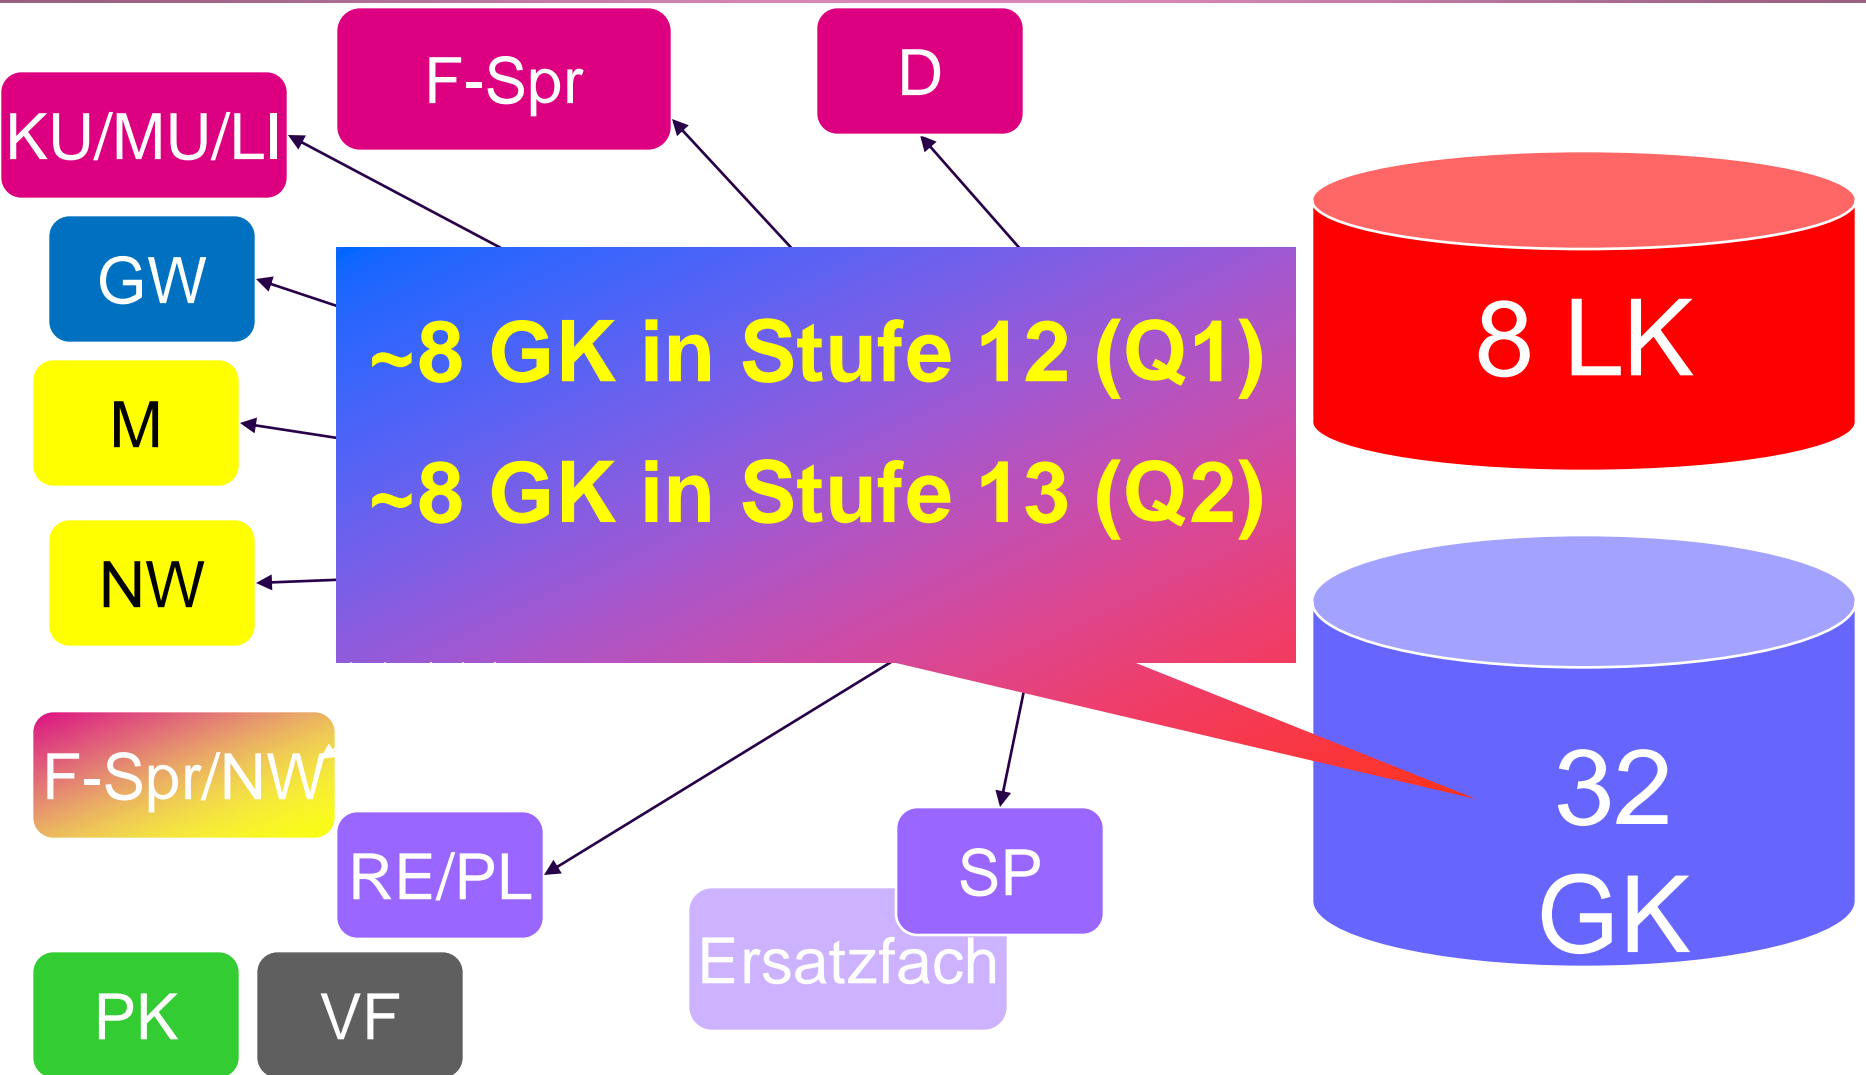 F-Spr
D
KU/MU/LI
GW
M
NW
~8 GK in Stufe 12 (Q1)
~8 GK in Stufe 13 (Q2)
8 LK
32
GK
F-Spr/NW
RE/PL
SP
Ersatzfach
PK
VF